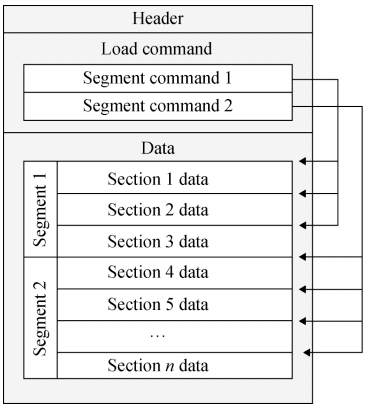 Header
Load command
Segment command 1
Segment command 2
Data
Segment 1
Section 1 data
Section 2 data
Section 3 data
Segment 2
Section 4 data
Section 5 data
...
Section n data